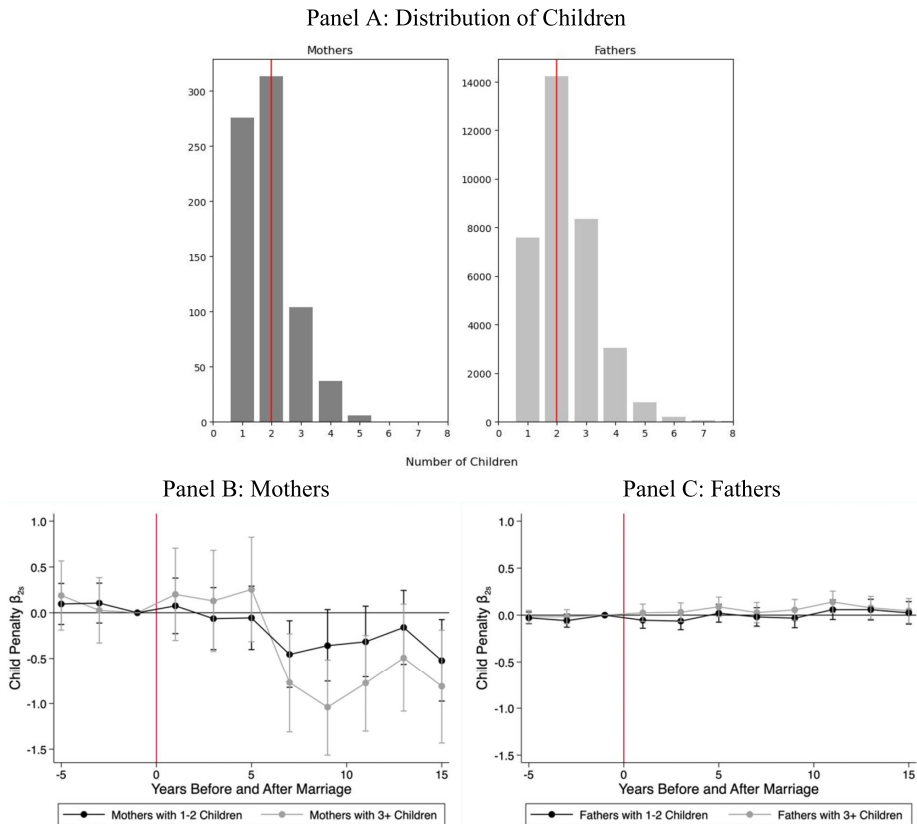 Panel A: Distribution of Children
Mothers
Fathers
300
250
200
150
100
50
0
0 1 2 3 4 5 6 7 8
14000
12000
10000
8000
6000
4000
2000
0
0 1 2 3 4 5 6 7 8
Number of Children
Panel B: Mothers
Panel C: Fathers
Child Penalty β2s
1.0
0.5
0.0
-0.5
-1.0
-1.5
-5 0 5 10 15
Years Before and After Marriage
Mothers with 1-2 Children Mothers with 3+ Children
Child Penalty β2s
1.0
0.5
0.0
-0.5
-1.0
-1.5
-5 0 5 10 15
Years Before and After Marriage
Fathers with 1-2 Children Fathers with 3+ Children